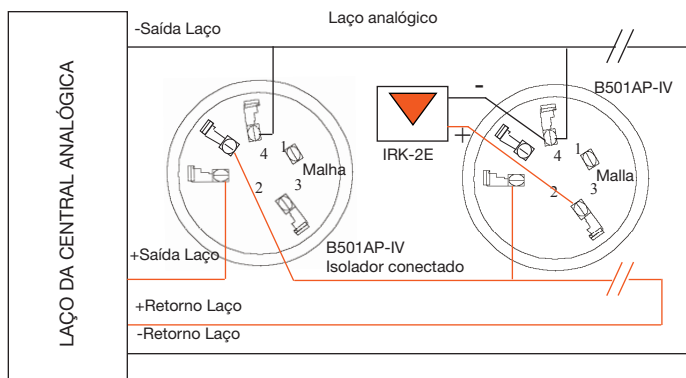 LAÇO DA CENTRAL ANALÓGICA
-Saída Laço
Laço analógico
B501AP-IV
-
+
IRK-2E
4
1
Malha
2
3
4
1
Malla
2
3
B501AP-IV
Isolador conectado
+Saída Laço
+Retorno Laço
-Retorno Laço